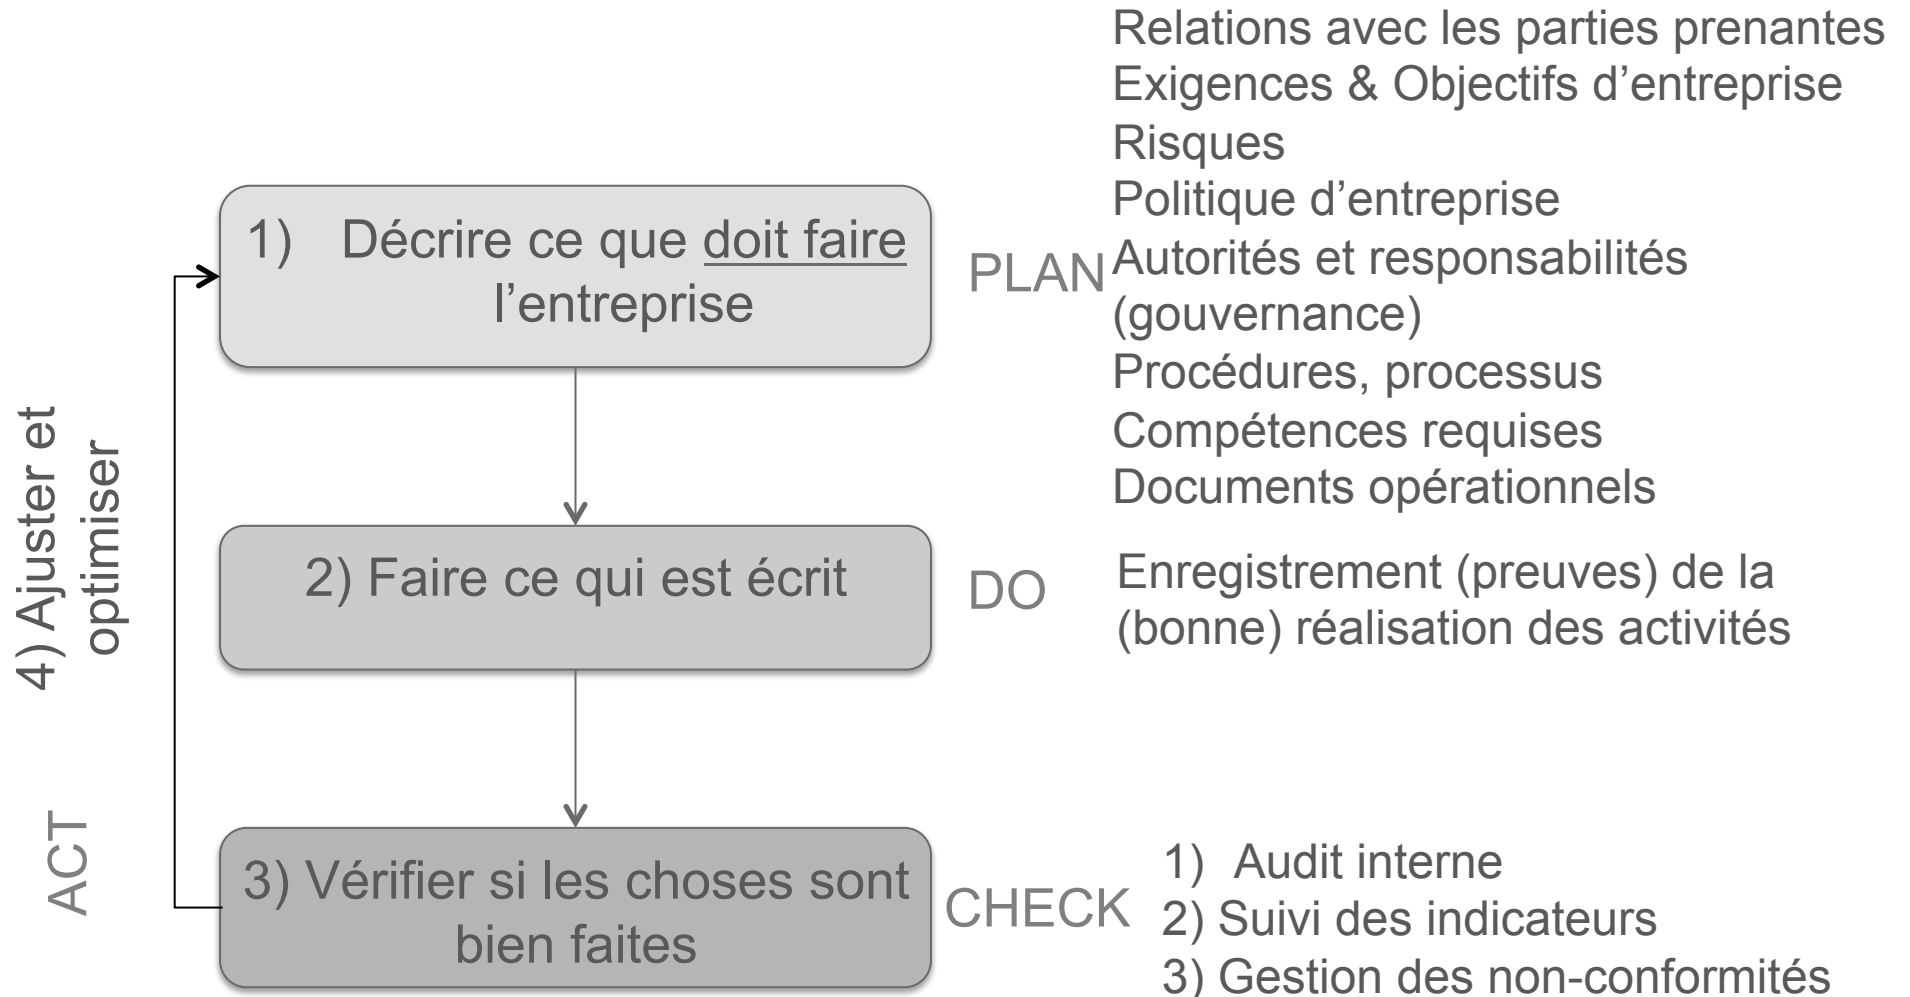 Relations avec les parties prenantes
Exigences & Objectifs d’entreprise
Risques
Politique d’entreprise
Autorités et responsabilités
(gouvernance)
Procédures, processus
Compétences requises
Documents opérationnels
1) Décrire ce que doit faire
l’entreprise
PLAN
2) Faire ce qui est écrit
DO
Enregistrement (preuves) de la
(bonne) réalisation des activités
3) Vérifier si les choses sont
bien faites
CHECK
1) Audit interne
2) Suivi des indicateurs
3) Gestion des non-conformités
4) Ajuster et
optimiser
ACT